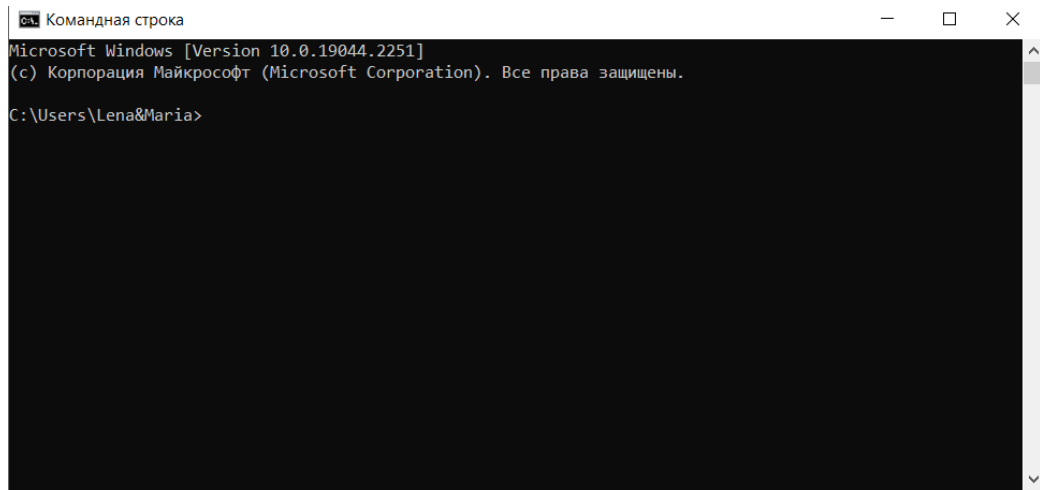 Командная строка
Microsoft Windows [Version 10.0.19044.2251]
(c) Корпорация Майкрософт (Microsoft Corporation). Все права защищены.
C:\Users\Lena&Maria>